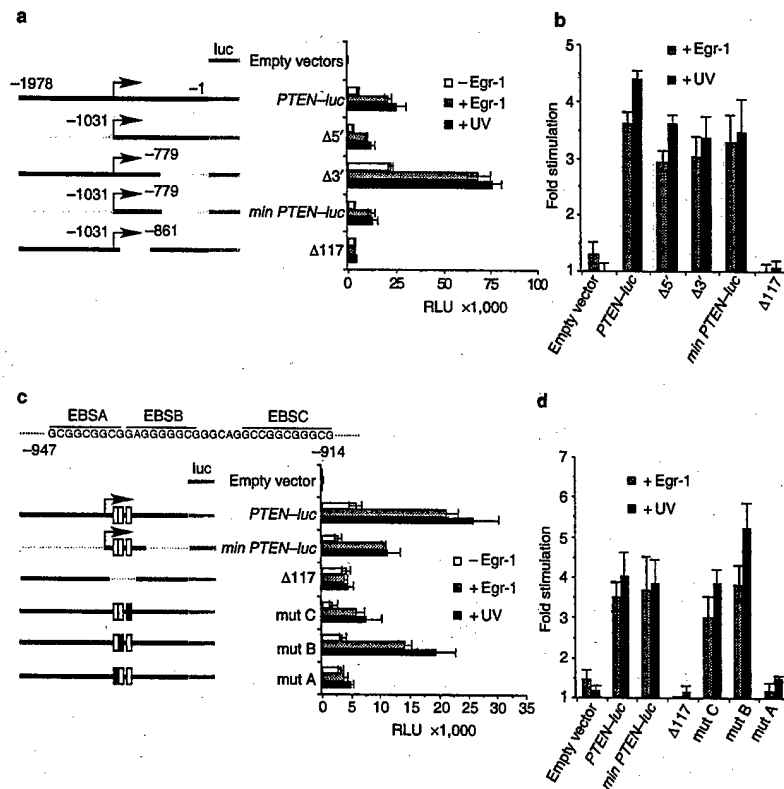 a
luc
Empty vectors
−1978
−1
PTEN–luc
−1031
Δ5′
−779
Δ3′
−1031
−779
min PTEN–luc
−1031
−861
Δ117
− Egr-1
+ Egr-1
+ UV
0 25 50 75 100
RLU ×1,000
b
5
4
3
2
1
Fold stimulation
+ Egr-1
+ UV
Empty vector
PTEN–luc
Δ5′
Δ3′
min PTEN–luc
Δ117
c
EBSA EBSB EBSC
GCGGCGGCGGAGGGGGCGGGCAGGCCGGCGGGCG
−947 −914
luc
Empty vector
PTEN–luc
min PTEN–luc
Δ117
mut C
mut B
mut A
− Egr-1
+ Egr-1
+ UV
0 5 10 15 20 25 30 35
RLU ×1,000
d
7
6
5
4
3
2
1
Fold stimulation
+ Egr-1
+ UV
Empty vector
PTEN–luc
min PTEN–luc
Δ117
mut C
mut B
mut A